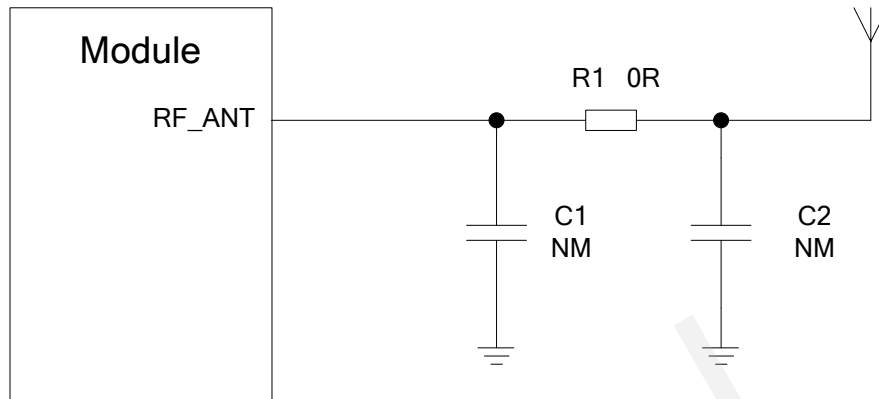 Module
R1 0R
RF_ANT
C1
NM
C2
NM